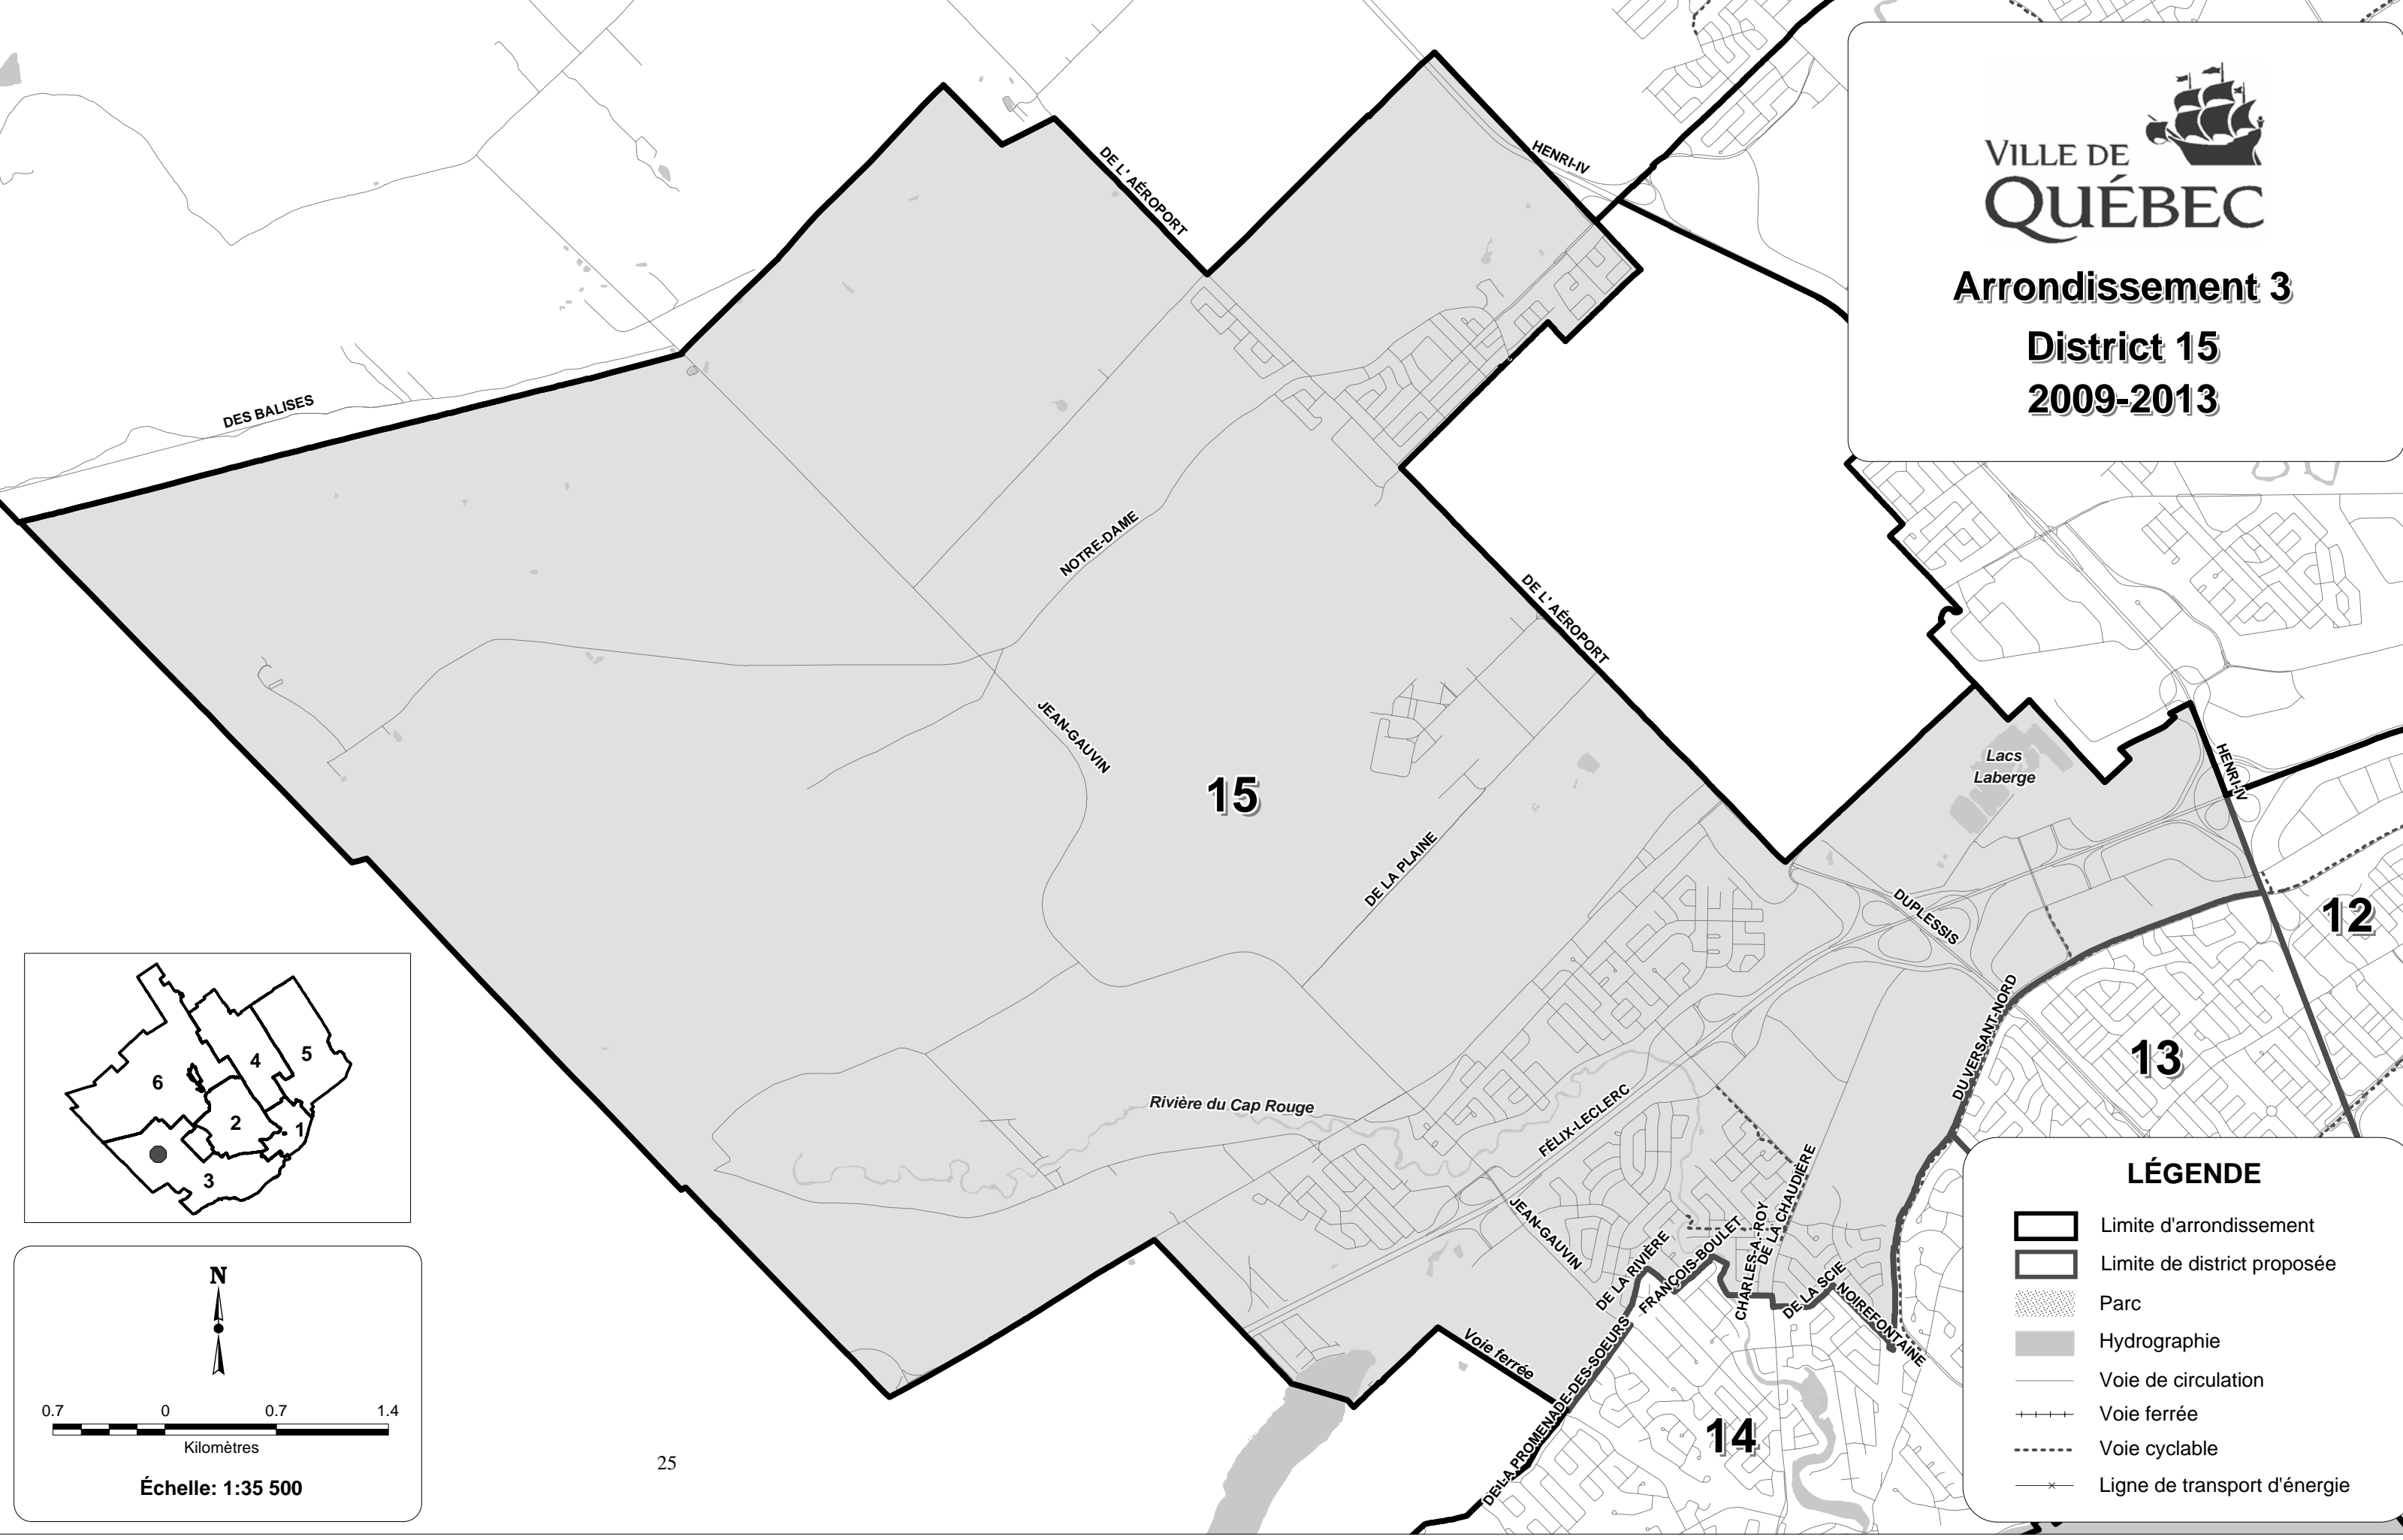 VILLE DE
QUÉBEC
Arrondissement 3
District 15
2009-2013
HENRI-IV
DE L' AÉROPORT
DES BALISES
NOTRE-DAME
DE L' AÉROPORT
JEAN-GAUVIN
15
Lacs
Laberge
HENRI-IV
DE LA PLAINE
DUPLESSIS
12
DU VERSANT-NORD
13
Rivière du Cap Rouge
FÉLIX-LECLERC
JEAN-GAUVIN
DE LA RIVIÈRE
FRANÇOIS-BOULET
CHARLES-A.-ROY
DE LA CHAUDIÈRE
DE LA SCIE
NOIREFONTAINE
Voie ferrée
DE LA PROMENADE-DES-SOEURS
14
6
4
5
2
1
3
N
0.7 0 0.7 1.4
Kilomètres
Échelle: 1:35 500
25
LÉGENDE
Limite d'arrondissement
Limite de district proposée
Parc
Hydrographie
Voie de circulation
Voie ferrée
Voie cyclable
Ligne de transport d'énergie